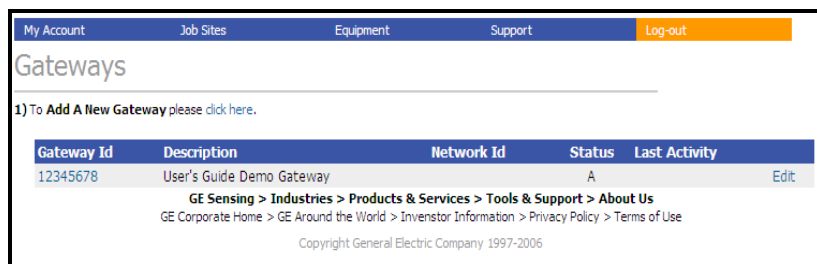 My Account Job Sites Equipment Support Log-out
Gateways
1) To Add A New Gateway please click here.
Gateway Id Description Network Id Status Last Activity
12345678 User's Guide Demo Gateway A Edit
GE Sensing > Industries > Products & Services > Tools & Support > About Us
GE Corporate Home > GE Around the World > Invenstor Information > Privacy Policy > Terms of Use
Copyright General Electric Company 1997-2006